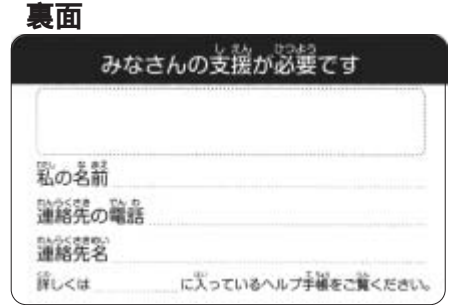 裏面
みなさんの支援が必要です
私の名前
連絡先の電話
連絡先名
詳しくは に入っているヘルプ手帳をご覧ください。